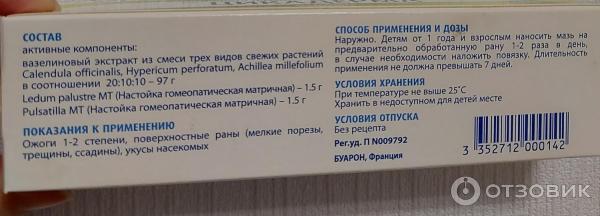 СОСТАВ
активные компоненты:
вазелиновый экстракт из смеси трех видов свежих растений
Calendula officinalis, Hypericum perforatum, Achillea millefolium
в соотношении 20:10:10 – 97 г
Ledum palustre MT (Настойка гомеопатическая матричная) – 1.5 г
Pulsatilla MT (Настойка гомеопатическая матричная) – 1.5 г
ПОКАЗАНИЯ К ПРИМЕНЕНИЮ
Ожоги 1-2 степени, поверхностные раны (мелкие порезы,
трещины, ссадины), укусы насекомых
СПОСОБ ПРИМЕНЕНИЯ И ДОЗЫ
Наружно. Детям от 1 года и взрослым наносить мазь на
предварительно обработанную рану 1-2 раза в день,
в случае необходимости наложить повязку. Длительность
применения не должна превышать 7 дней.
УСЛОВИЯ ХРАНЕНИЯ
При температуре не выше 25°C
Хранить в недоступном для детей месте
УСЛОВИЯ ОТПУСКА
Без рецепта
Рег.уд. П N009792
БУАРОН, Франция
3 352712 000142
ОТЗОВИК